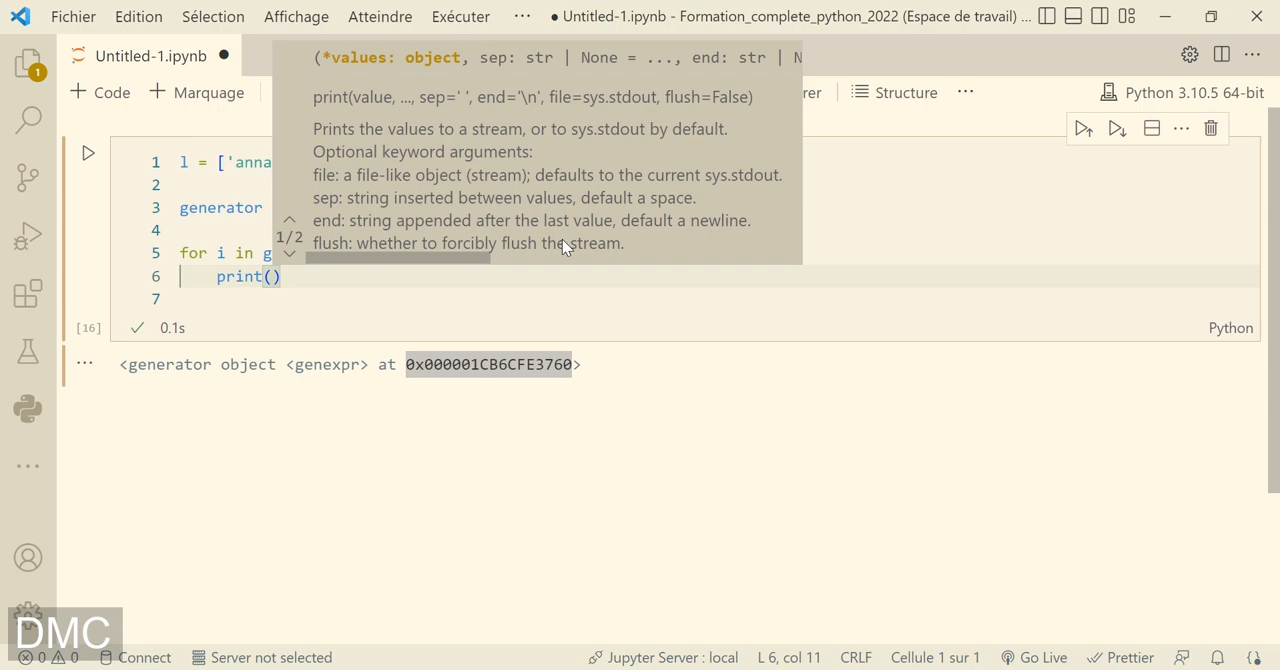 Fichier Edition Sélection Affichage Atteindre Exécuter ··· ● Untitled-1.ipynb - Formation_complete_python_2022 (Espace de travail) ...
Untitled-1.ipynb ●
+ Code + Marquage rer Structure ··· Python 3.10.5 64-bit
(*values: object, sep: str | None = ..., end: str | N
print(value, ..., sep=' ', end='\n', file=sys.stdout, flush=False)
Prints the values to a stream, or to sys.stdout by default.
Optional keyword arguments:
file: a file-like object (stream); defaults to the current sys.stdout.
sep: string inserted between values, default a space.
end: string appended after the last value, default a newline.
flush: whether to forcibly flush the stream.
1/2
1
1 l = ['anna
2
3 generator
4
5 for i in g
6 print()
7
[16] 0.1s Python
<generator object <genexpr> at 0x000001CB6CFE3760>
DMC
0 0 Connect Server not selected Jupyter Server : local L 6, col 11 CRLF Cellule 1 sur 1 Go Live Prettier